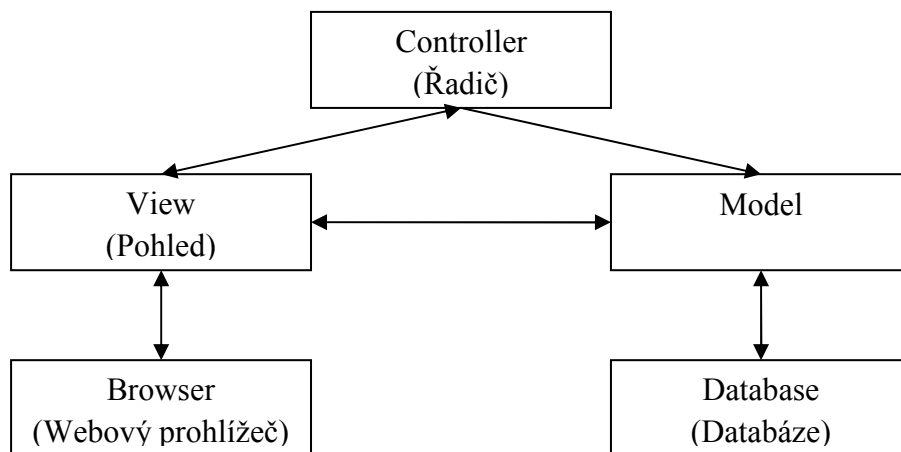 Controller
(Řadič)
View
(Pohled)
Model
Browser
(Webový prohlížeč)
Database
(Databáze)